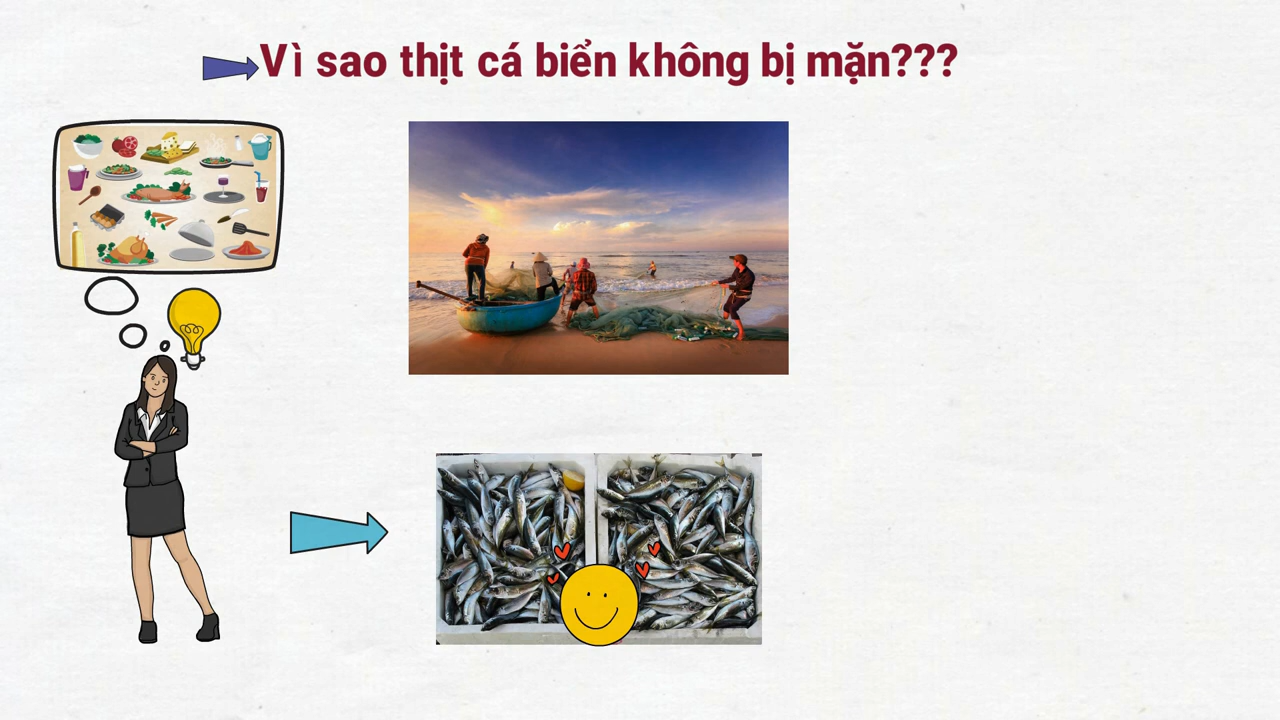 Vì sao thịt cá biển không bị mặn???